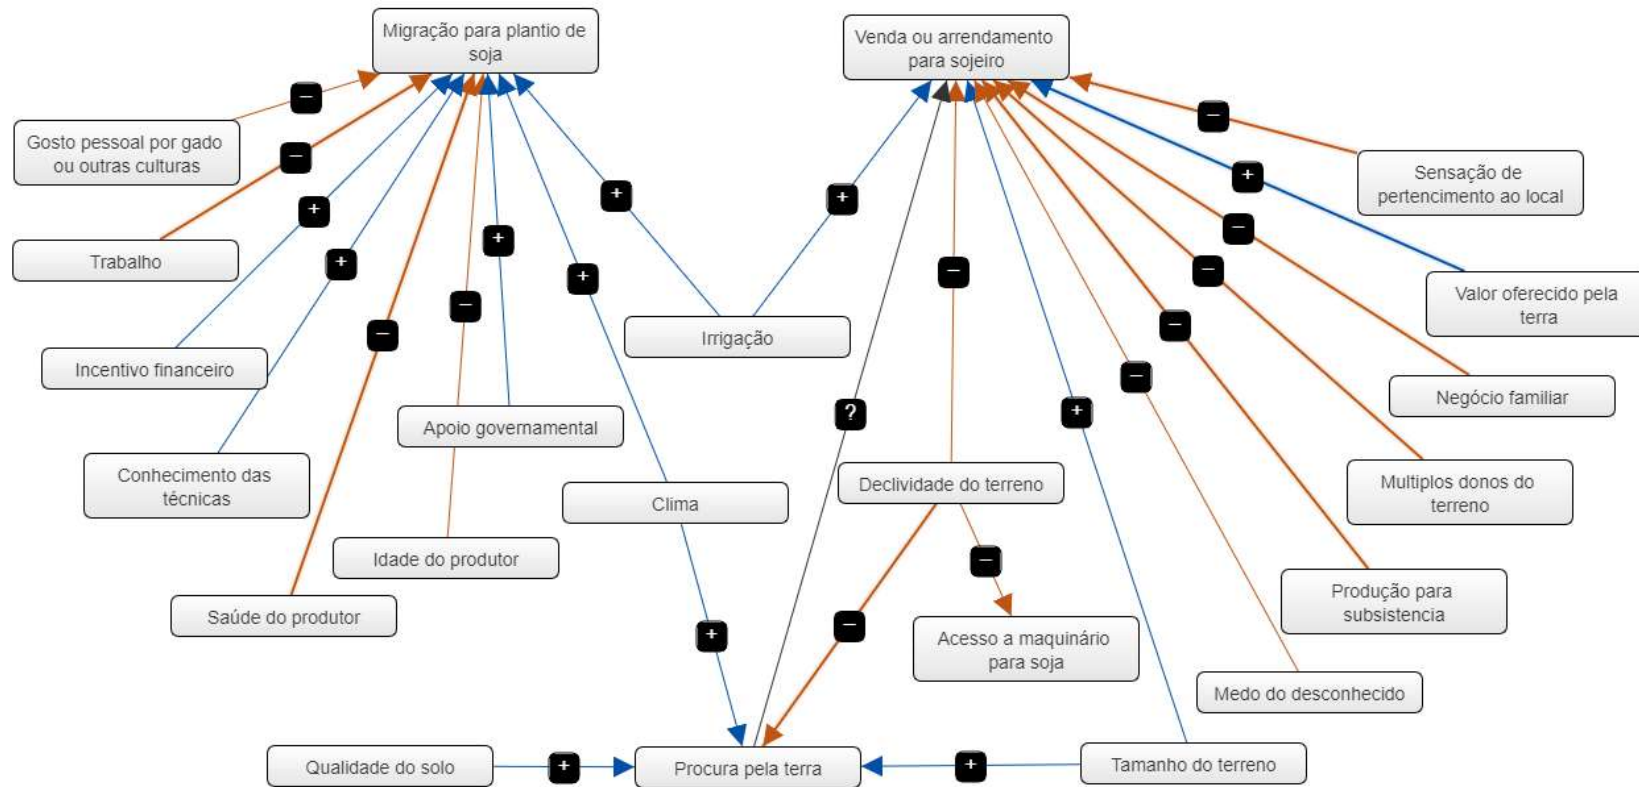 Migração para plantio de
soja
Venda ou arrendamento
para sojeiro
−
−
Gosto pessoal por gado
ou outras culturas
−
Sensação de
pertencimento ao local
+
+
+
+
−
Trabalho
+
+
−
−
−
+
Valor oferecido pela
terra
−
−
Irrigação
Incentivo financeiro
−
Negócio familiar
?
+
Apoio governamental
Conhecimento das
técnicas
Declividade do terreno
Multiplos donos do
terreno
Clima
Idade do produtor
−
Produção para
subsistencia
Saúde do produtor
+
−
Acesso a maquinário
para soja
Medo do desconhecido
Qualidade do solo
+
Procura pela terra
+
Tamanho do terreno